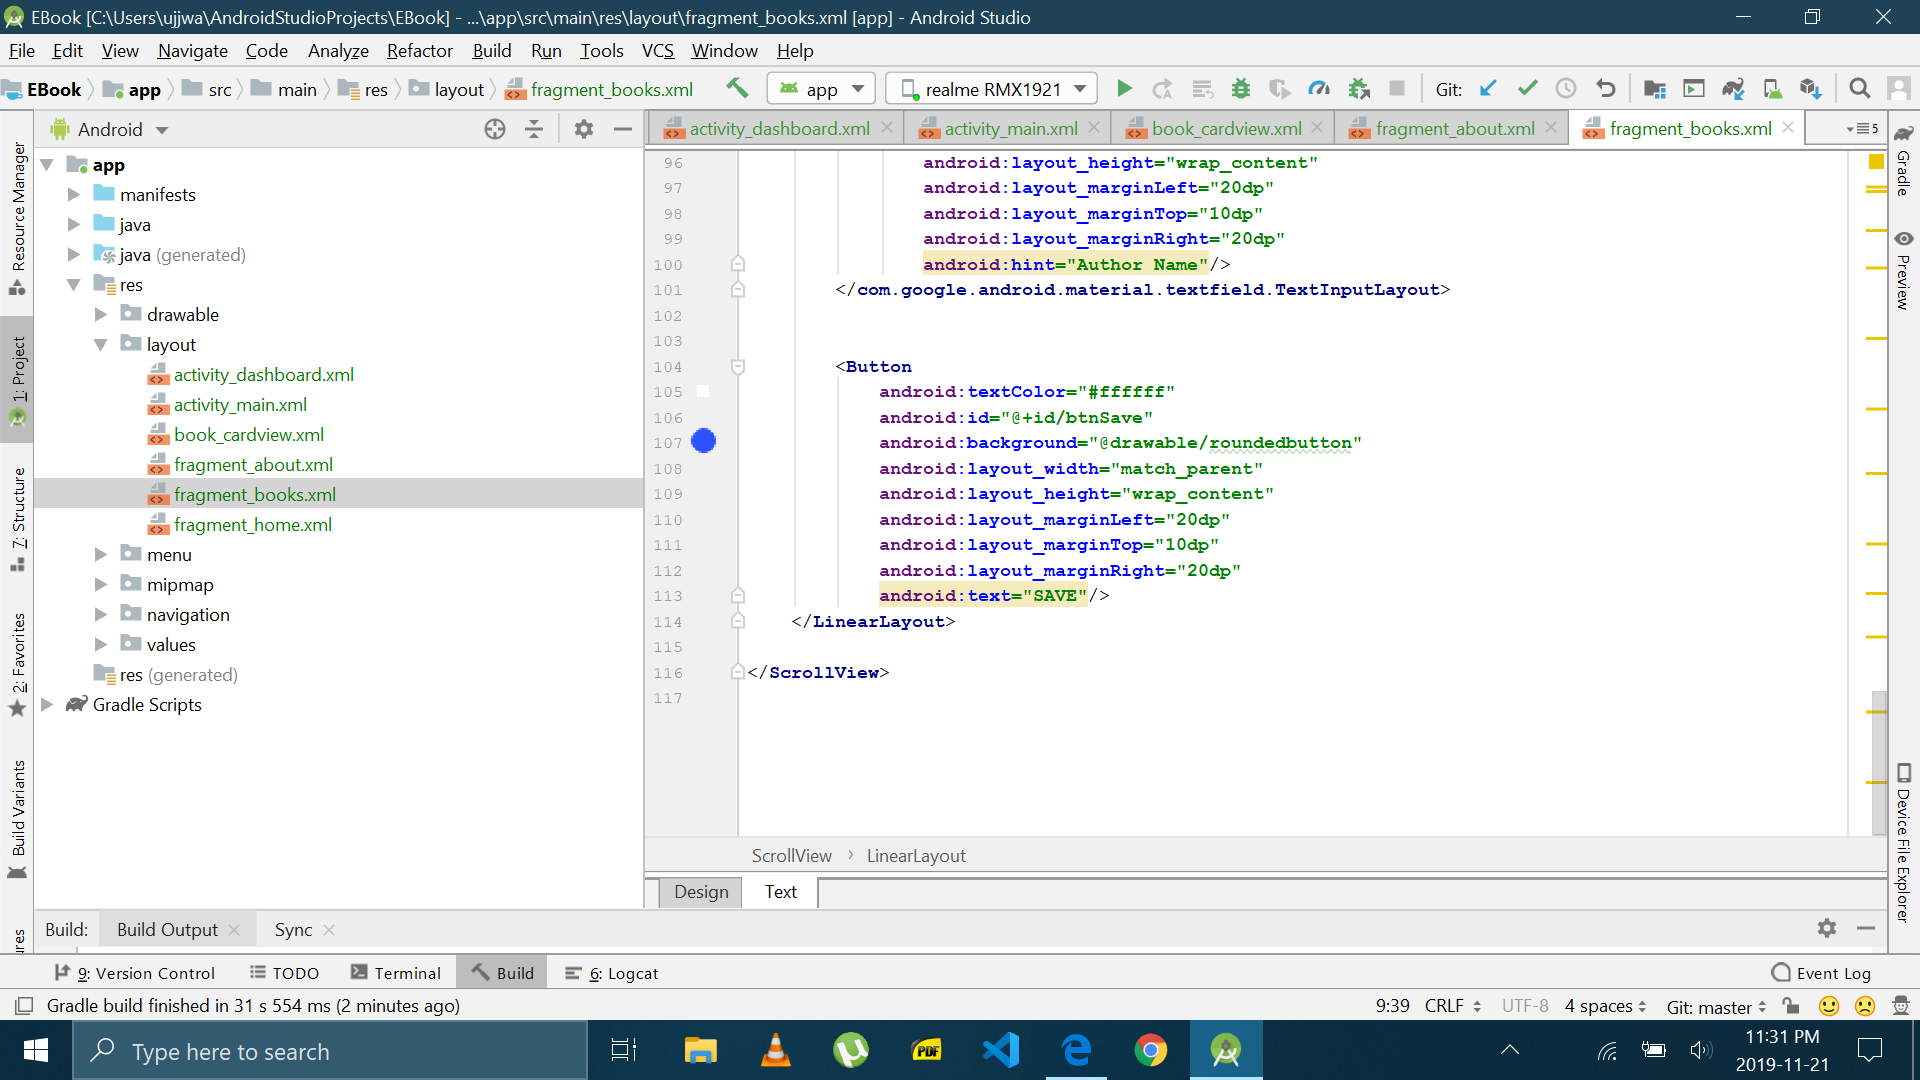 EBook [C:\Users\ujjwa\AndroidStudioProjects\EBook] - ...\app\src\main\res\layout\fragment_books.xml [app] - Android Studio
File Edit View Navigate Code Analyze Refactor Build Run Tools VCS Window Help
EBook app src main res layout fragment_books.xml app realme RMX1921 Git:
Android
activity_dashboard.xml activity_main.xml book_cardview.xml fragment_about.xml fragment_books.xml 5
Resource Manager
1: Project
7: Structure
2: Favorites
Build Variants
app
manifests
java
java (generated)
res
drawable
layout
activity_dashboard.xml
activity_main.xml
book_cardview.xml
fragment_about.xml
fragment_books.xml
fragment_home.xml
menu
mipmap
navigation
values
res (generated)
Gradle Scripts
96 android:layout_height="wrap_content"
97 android:layout_marginLeft="20dp"
98 android:layout_marginTop="10dp"
99 android:layout_marginRight="20dp"
100 android:hint="Author Name"/>
101 </com.google.android.material.textfield.TextInputLayout>
102
103
104 <Button
105 android:textColor="#ffffff"
106 android:id="@+id/btnSave"
107 android:background="@drawable/roundedbutton"
108 android:layout_width="match_parent"
109 android:layout_height="wrap_content"
110 android:layout_marginLeft="20dp"
111 android:layout_marginTop="10dp"
112 android:layout_marginRight="20dp"
113 android:text="SAVE"/>
114 </LinearLayout>
115
116 </ScrollView>
117
Gradle
Preview
Device File Explorer
ScrollView LinearLayout
Design Text
Build: Build Output Sync
9: Version Control TODO Terminal Build 6: Logcat Event Log
Gradle build finished in 31 s 554 ms (2 minutes ago) 9:39 CRLF UTF-8 4 spaces Git: master
Type here to search
PDF
11:31 PM
2019-11-21